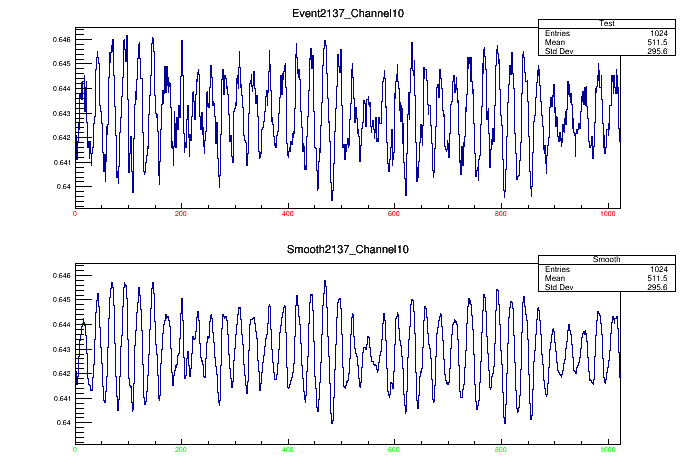 Event2137_Channel10
Test
Entries 1024
Mean 511.5
Std Dev 295.6
0.646
0.645
0.644
0.643
0.642
0.641
0.64
0 200 400 600 800 1000
Smooth2137_Channel10
Smooth
Entries 1024
Mean 511.5
Std Dev 295.6
0.646
0.645
0.644
0.643
0.642
0.641
0.64
0 200 400 600 800 1000